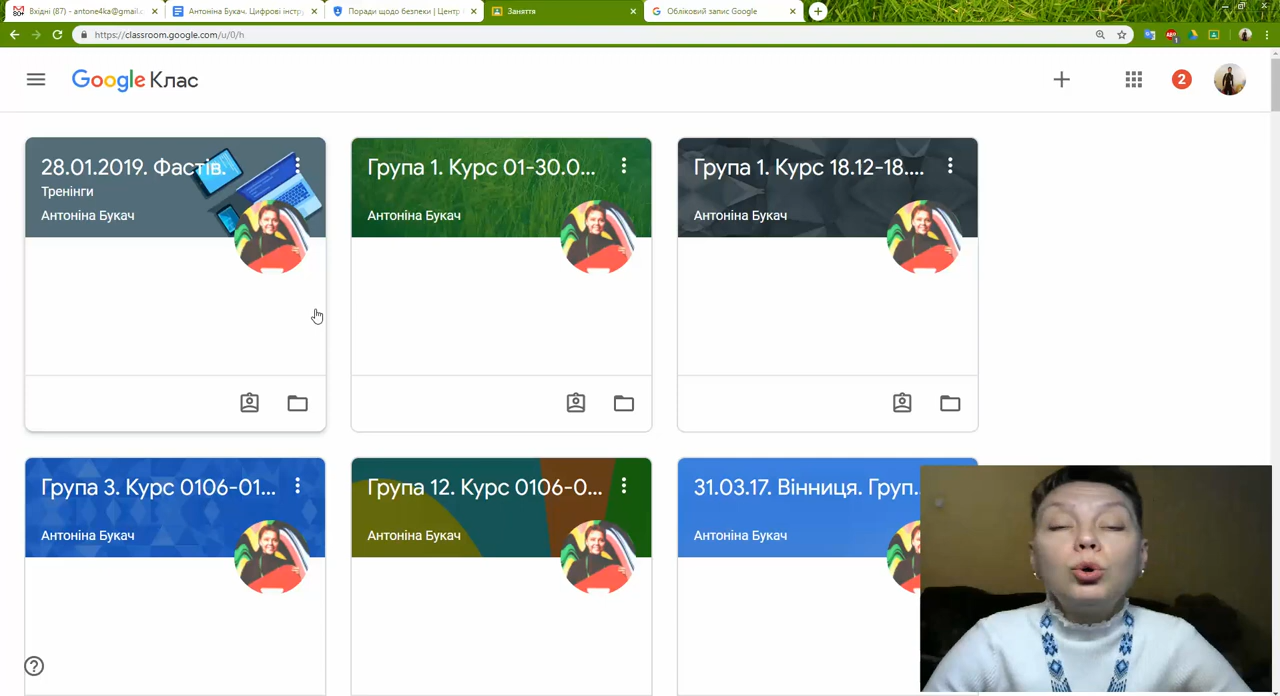 Вхідні (87) - antone4ka@gmail.c
Антоніна Букач. Цифрові інстр
Поради щодо безпеки | Центр
Заняття
Обліковий запис Google
https://classroom.google.com/u/0/h
Google Клас
2
28.01.2019. Фастів.
Тренінги
Антоніна Букач
Група 1. Курс 01-30.0...
Антоніна Букач
Група 1. Курс 18.12-18....
Антоніна Букач
Група 3. Курс 0106-01...
Антоніна Букач
Група 12. Курс 0106-0...
Антоніна Букач
31.03.17. Вінниця. Груп..
Антоніна Букач